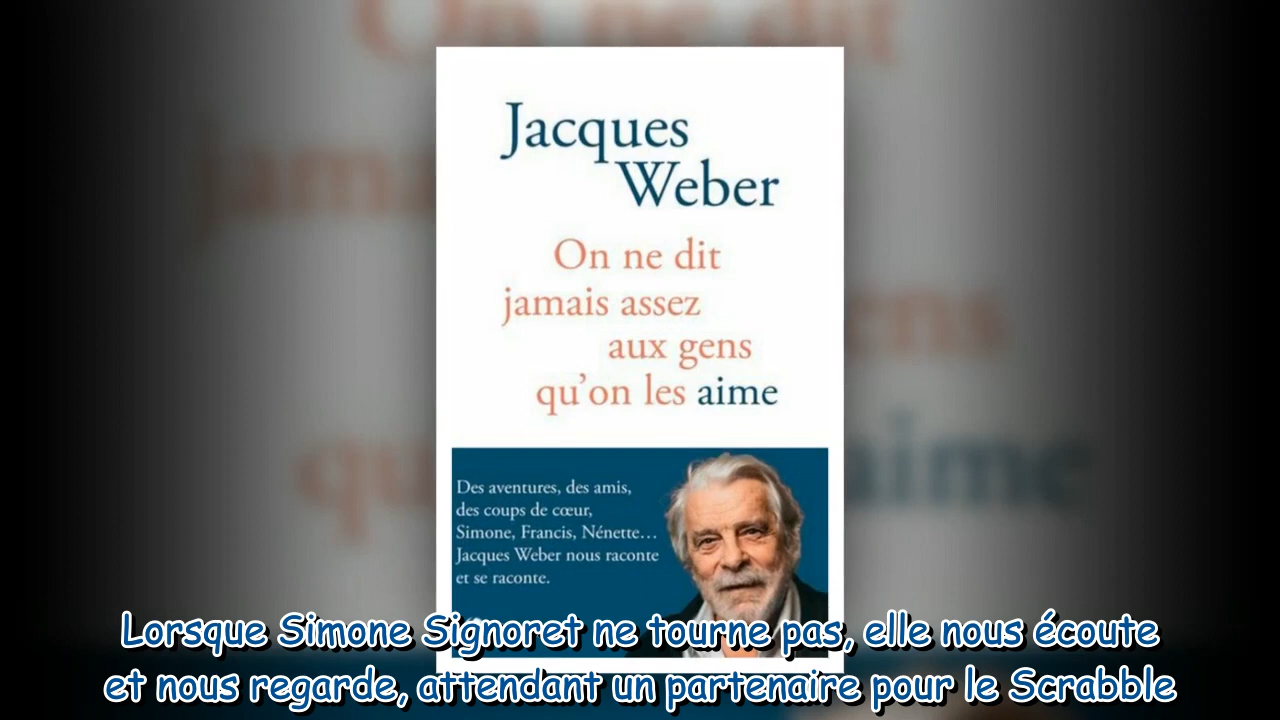 Jacques
Weber
On ne dit
jamais assez
aux gens
qu'on les aime
Des aventures, des amis,
des coups de cœur,
Simone, Francis, Nénette…
Jacques Weber nous raconte
et se raconte.
Lorsque Simone Signoret ne tourne pas, elle nous écoute
et nous regarde, attendant un partenaire pour le Scrabble